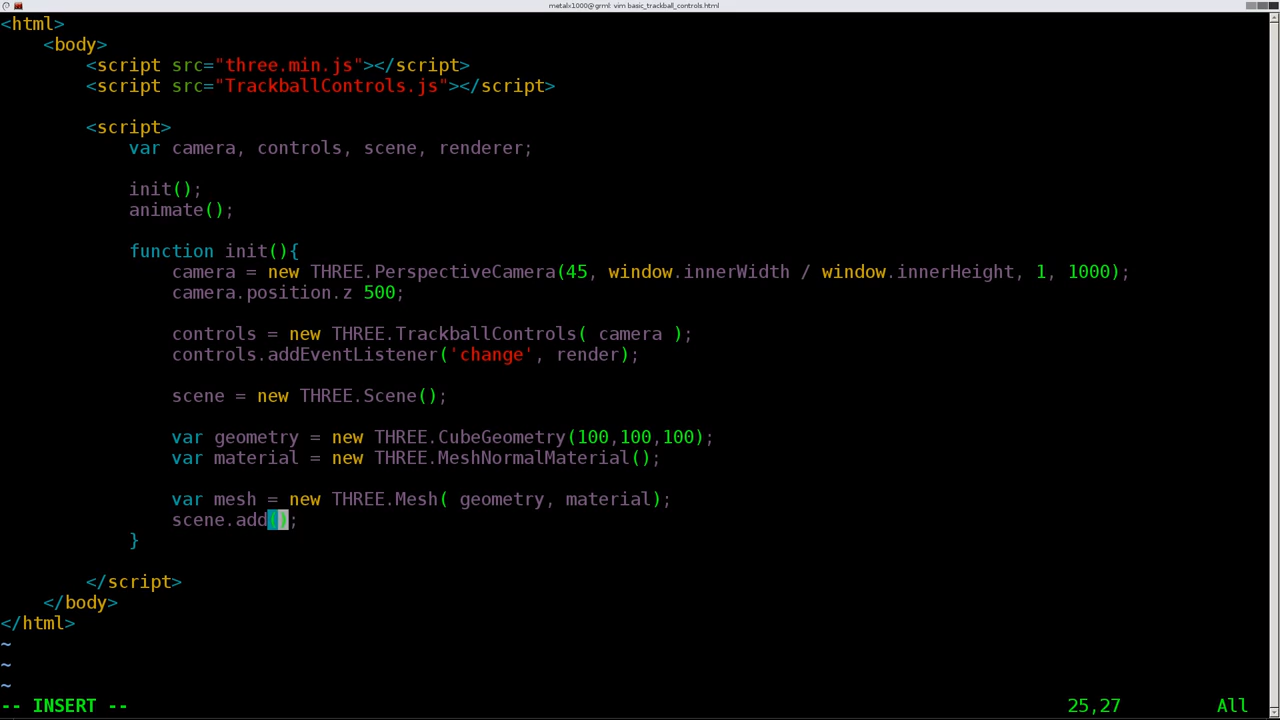 metalx1000@grml: vim basic_trackball_controls.html
<html>
    <body>
        <script src="three.min.js"></script>
        <script src="TrackballControls.js"></script>

        <script>
            var camera, controls, scene, renderer;

            init();
            animate();

            function init(){
                camera = new THREE.PerspectiveCamera(45, window.innerWidth / window.innerHeight, 1, 1000);
                camera.position.z 500;

                controls = new THREE.TrackballControls( camera );
                controls.addEventListener('change', render);

                scene = new THREE.Scene();

                var geometry = new THREE.CubeGeometry(100,100,100);
                var material = new THREE.MeshNormalMaterial();

                var mesh = new THREE.Mesh( geometry, material);
                scene.add();
            }

        </script>
    </body>
</html>
~
~
~
-- INSERT -- 25,27 All